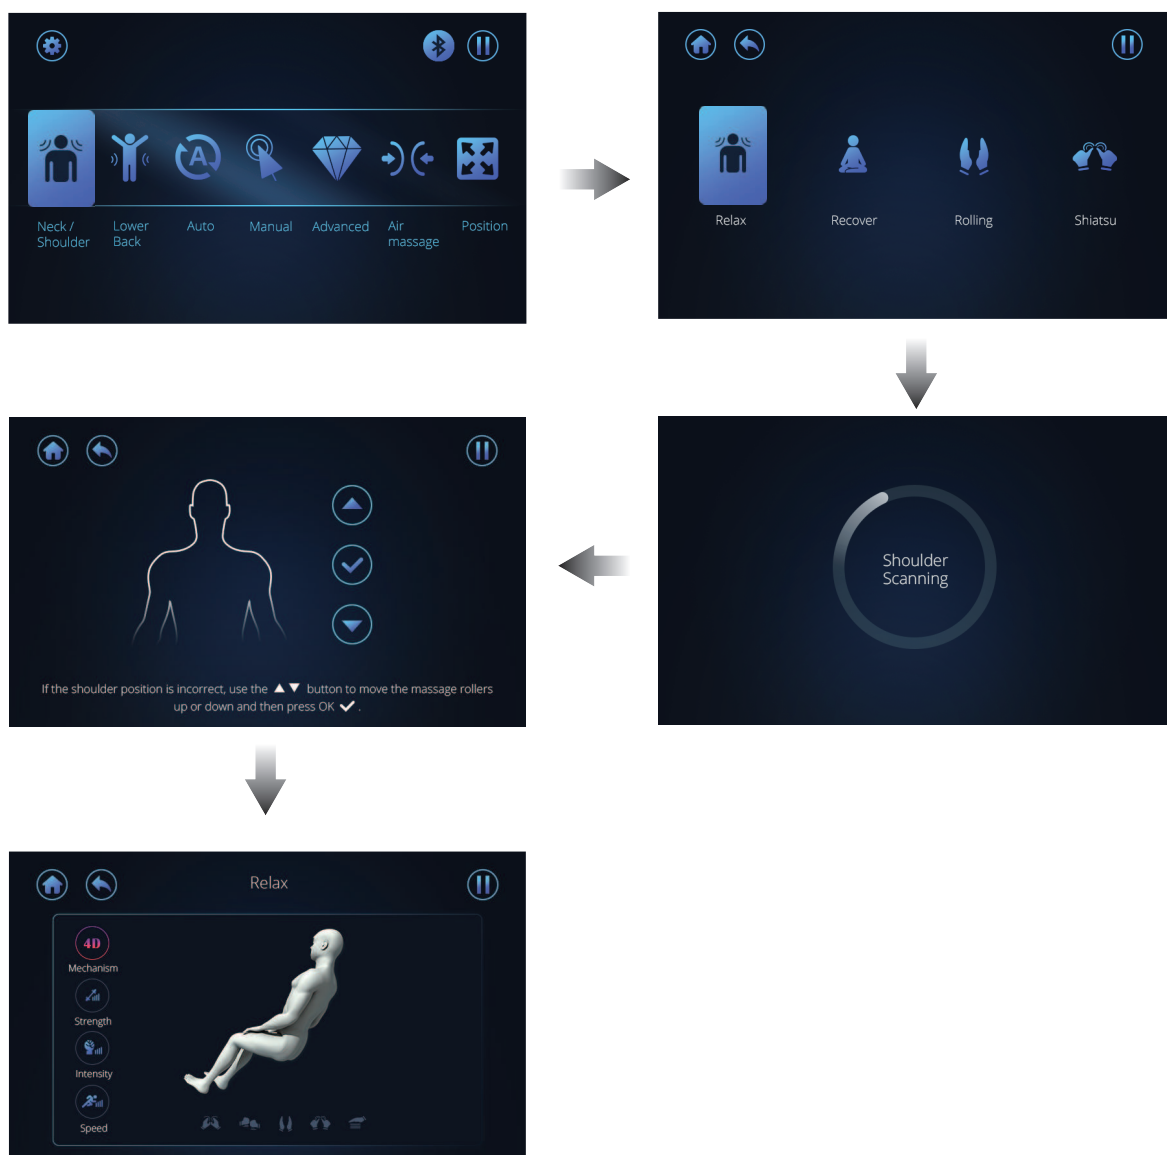 Neck /
Shoulder
Lower
Back
A
Auto
Manual
Advanced
Air
massage
Position
Relax
Recover
Rolling
Shiatsu
Shoulder
Scanning
If the shoulder position is incorrect, use the ▲ ▼ button to move the massage rollers
up or down and then press OK ✔ .
Relax
4D
Mechanism
Strength
Intensity
Speed